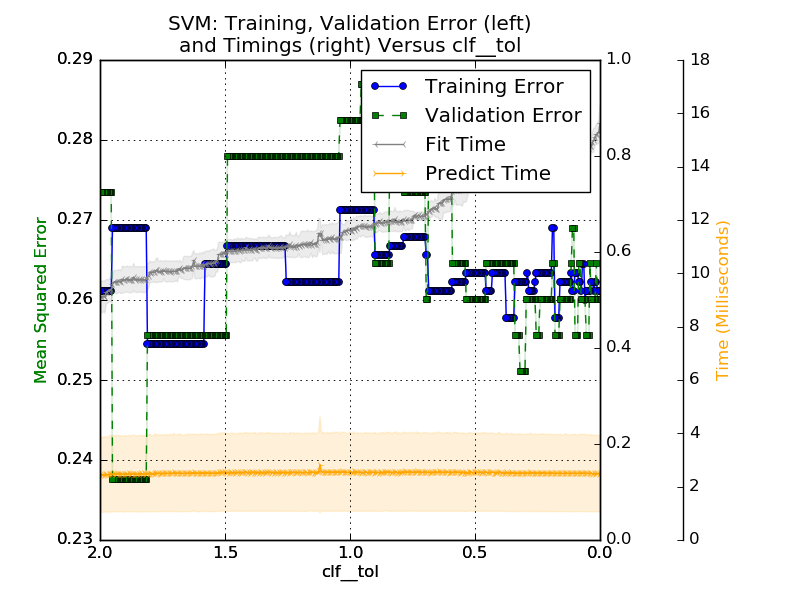 SVM: Training, Validation Error (left)
and Timings (right) Versus clf__tol
Training Error
Validation Error
Fit Time
Predict Time
Mean Squared Error
0.29
0.28
0.27
0.26
0.25
0.24
0.23
2.0 1.5 1.0 0.5 0.0
clf__tol
1.0
0.8
0.6
0.4
0.2
0.0
18
16
14
12
10
8
6
4
2
0
Time (Milliseconds)